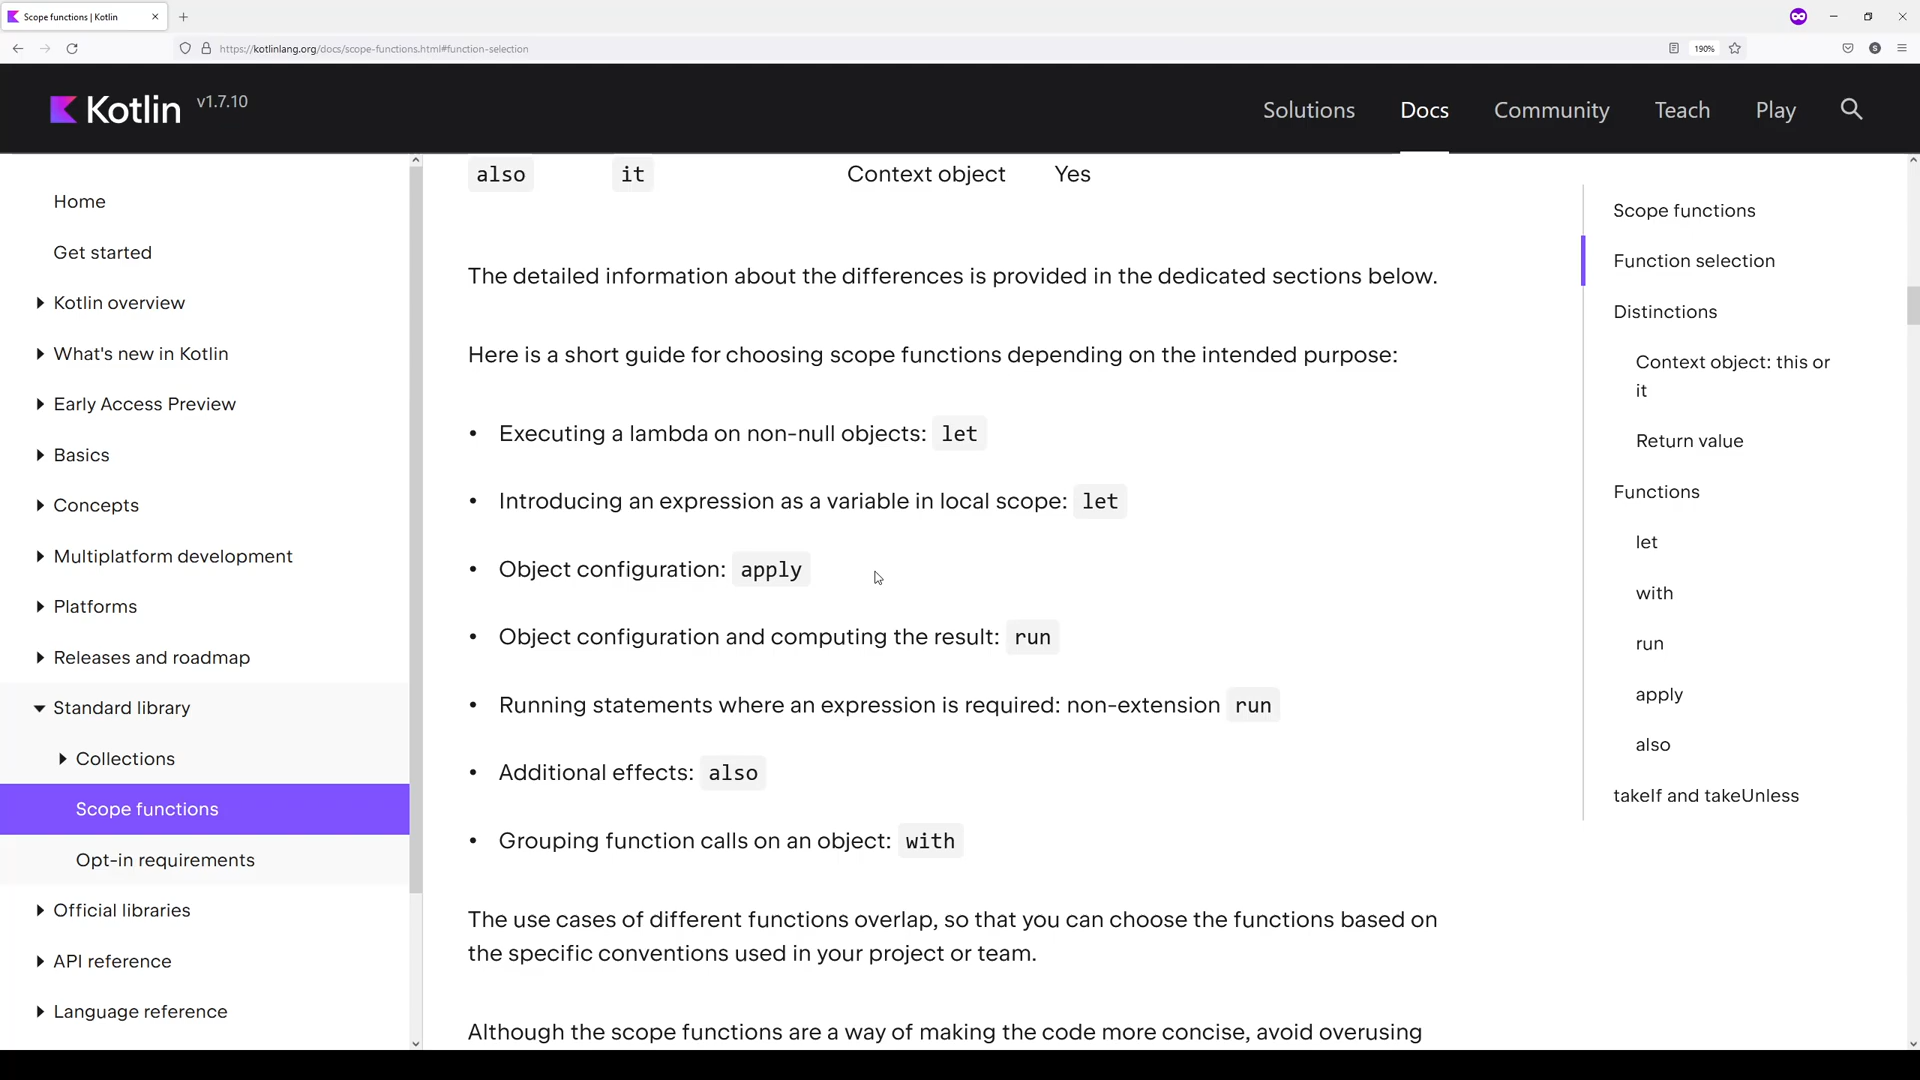 Scope functions | Kotlin
https://kotlinlang.org/docs/scope-functions.html#function-selection
190%
S
Kotlin v1.7.10
Solutions
Docs
Community
Teach
Play
Home
Get started
Kotlin overview
What's new in Kotlin
Early Access Preview
Basics
Concepts
Multiplatform development
Platforms
Releases and roadmap
Standard library
Collections
Scope functions
Opt-in requirements
Official libraries
API reference
Language reference
also it Context object Yes
The detailed information about the differences is provided in the dedicated sections below.
Here is a short guide for choosing scope functions depending on the intended purpose:
• Executing a lambda on non-null objects: let
• Introducing an expression as a variable in local scope: let
• Object configuration: apply
• Object configuration and computing the result: run
• Running statements where an expression is required: non-extension run
• Additional effects: also
• Grouping function calls on an object: with
The use cases of different functions overlap, so that you can choose the functions based on
the specific conventions used in your project or team.
Although the scope functions are a way of making the code more concise, avoid overusing
Scope functions
Function selection
Distinctions
Context object: this or
it
Return value
Functions
let
with
run
apply
also
takeIf and takeUnless